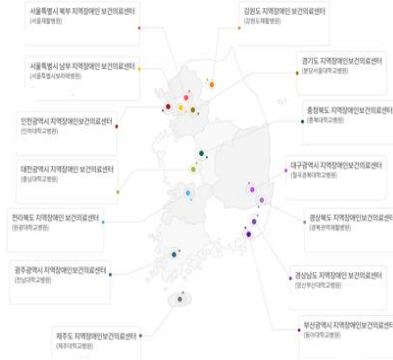 서울특별시 북부 지역장애인 보건의료센터
(서울재활병원)
강원도 지역장애인 보건의료센터
(강원도재활병원)
서울특별시 남부 지역장애인보건의료센터
(서울특별시보라매병원)
경기도 지역장애인 보건의료센터
(분당서울대학교병원)
인천광역시 지역장애인보건의료센터
(인하대학교병원)
충청북도 지역장애인보건의료센터
(충북대학교병원)
대전광역시 지역장애인 보건의료센터
(충남대학교병원)
대구광역시 지역장애인 보건의료센터
(칠곡경북대학교병원)
전라북도 지역장애인 보건의료센터
(원광대학교병원)
경상북도 지역장애인 보건의료센터
(경북권역재활병원)
광주광역시 지역장애인보건의료센터
(전남대학교병원)
경상남도 지역장애인 보건의료센터
(양산부산대학교병원)
제주도 지역장애인 보건의료센터
(제주대학교병원)
부산광역시 지역장애인 보건의료센터
(동아대학교병원)